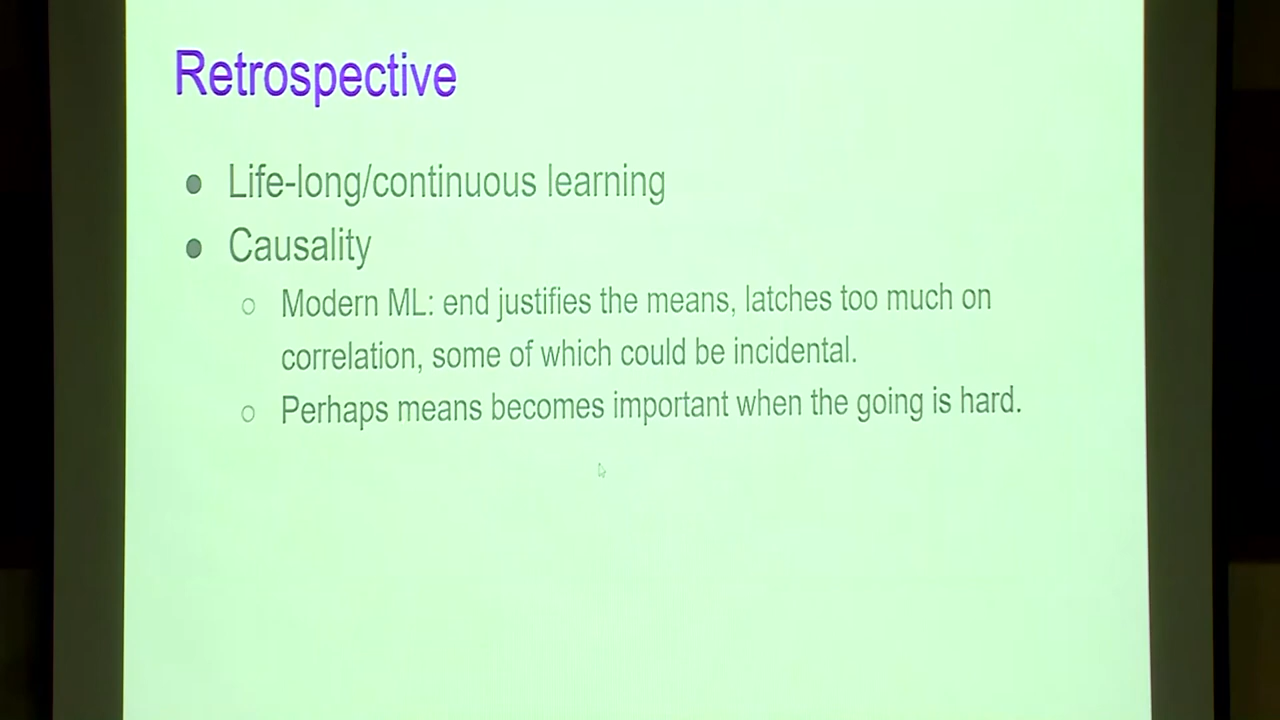 Retrospective
● Life-long/continuous learning
● Causality
○ Modern ML: end justifies the means, latches too much on
correlation, some of which could be incidental.
○ Perhaps means becomes important when the going is hard.